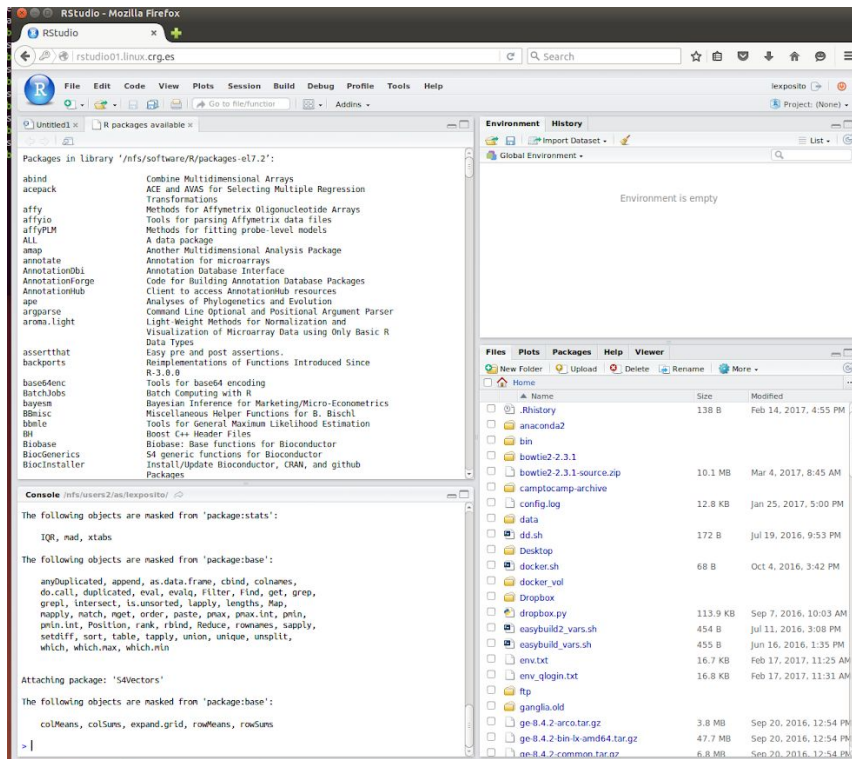 RStudio - Mozilla Firefox
RStudio
rstudio01.linux.crg.es
Search
File Edit Code View Plots Session Build Debug Profile Tools Help
lexposito
Go to file/function
Addins
Project: (None)
Untitled1
R packages available
Packages in library '/nfs/software/R/packages-el7.2':
abind Combine Multidimensional Arrays
acepack ACE and AVAS for Selecting Multiple Regression
Transformations
affy Methods for Affymetrix Oligonucleotide Arrays
affyio Tools for parsing Affymetrix data files
affyPLM Methods for fitting probe-level models
ALL A data package
amap Another Multidimensional Analysis Package
annotate Annotation for microarrays
AnnotationDbi Annotation Database Interface
AnnotationForge Code for Building Annotation Database Packages
AnnotationHub Client to access AnnotationHub resources
ape Analyses of Phylogenetics and Evolution
argparse Command Line Optional and Positional Argument Parser
aroma.light Light-Weight Methods for Normalization and
Visualization of Microarray Data using Only Basic R
Data Types
assertthat Easy pre and post assertions.
backports Reimplementations of Functions Introduced Since
R-3.0.0
base64enc Tools for base64 encoding
BatchJobs Batch Computing with R
bayesm Bayesian Inference for Marketing/Micro-Econometrics
BBmisc Miscellaneous Helper Functions for B. Bischl
bbmle Tools for General Maximum Likelihood Estimation
BH Boost C++ Header Files
Biobase Biobase: Base functions for Bioconductor
BiocGenerics S4 generic functions for Bioconductor
BiocInstaller Install/Update Bioconductor, CRAN, and github
Packages
Console /nfs/users2/as/lexposito/
The following objects are masked from 'package:stats':
IQR, mad, xtabs
The following objects are masked from 'package:base':
anyDuplicated, append, as.data.frame, cbind, colnames,
do.call, duplicated, eval, evalq, Filter, Find, get, grep,
grepl, intersect, is.unsorted, lapply, lengths, Map,
mapply, match, mget, order, paste, pmax, pmax.int, pmin,
pmin.int, Position, rank, rbind, Reduce, rownames, sapply,
setdiff, sort, table, tapply, union, unique, unsplit,
which, which.max, which.min
Attaching package: 'S4Vectors'
The following objects are masked from 'package:base':
colMeans, colSums, expand.grid, rowMeans, rowSums
>
Environment History
Import Dataset
List
Global Environment
Environment is empty
Files Plots Packages Help Viewer
New Folder Upload Delete Rename More
Home
Name Size Modified
.Rhistory 138 B Feb 14, 2017, 4:55 PM
anaconda2
bin
bowtie2-2.3.1
bowtie2-2.3.1-source.zip 10.1 MB Mar 4, 2017, 8:45 AM
camptocamp-archive
config.log 12.8 KB Jan 25, 2017, 5:00 PM
data
dd.sh 172 B Jul 19, 2016, 9:53 PM
Desktop
docker.sh 68 B Oct 4, 2016, 3:42 PM
docker_vol
Dropbox
dropbox.py 113.9 KB Sep 7, 2016, 10:03 AM
easybuild2_vars.sh 454 B Jul 11, 2016, 3:08 PM
easybuild_vars.sh 455 B Jun 16, 2016, 1:35 PM
env.txt 16.7 KB Feb 17, 2017, 11:25 AM
env_qlogin.txt 16.8 KB Feb 17, 2017, 11:31 AM
ftp
ganglia.old
ge-8.4.2-arco.tar.gz 3.8 MB Sep 20, 2016, 12:54 PM
ge-8.4.2-bin-lx-amd64.tar.gz 47.7 MB Sep 20, 2016, 12:54 PM
ge-8.4.2-common.tar.gz 6.8 MB Sep 20, 2016, 12:54 PM